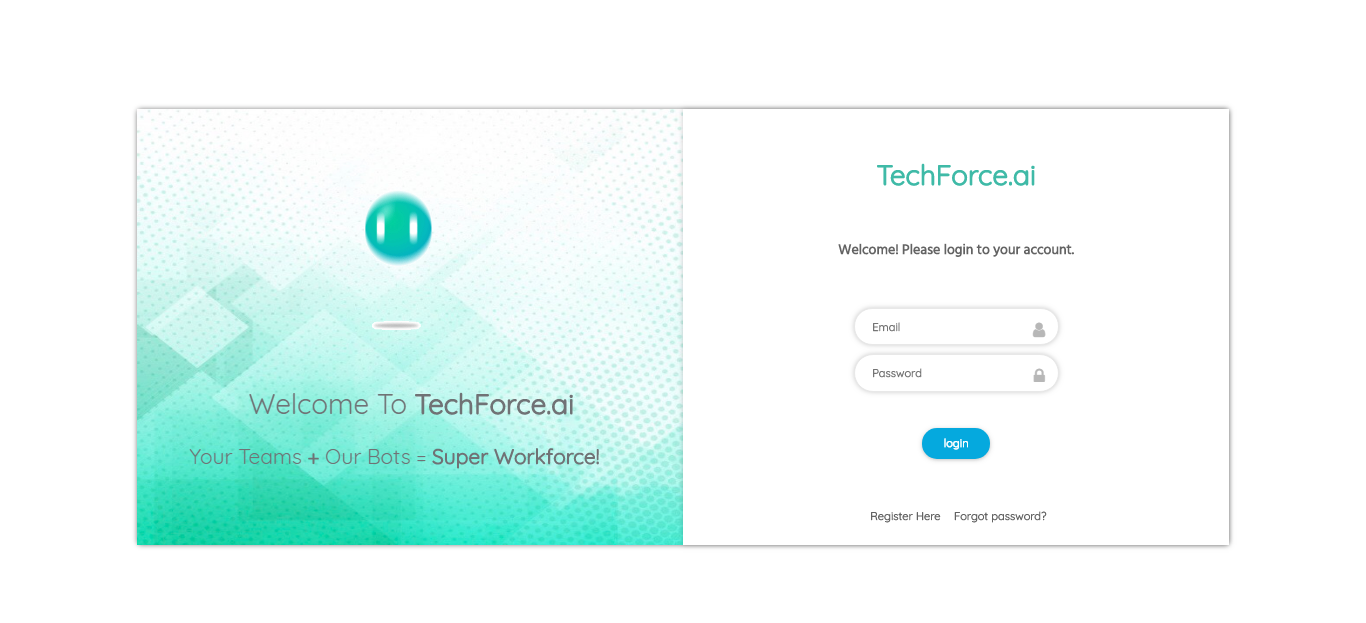 Welcome To TechForce.ai
Your Teams + Our Bots = Super Workforce!
TechForce.ai
Welcome! Please login to your account.
Email
Password
login
Register Here Forgot password?